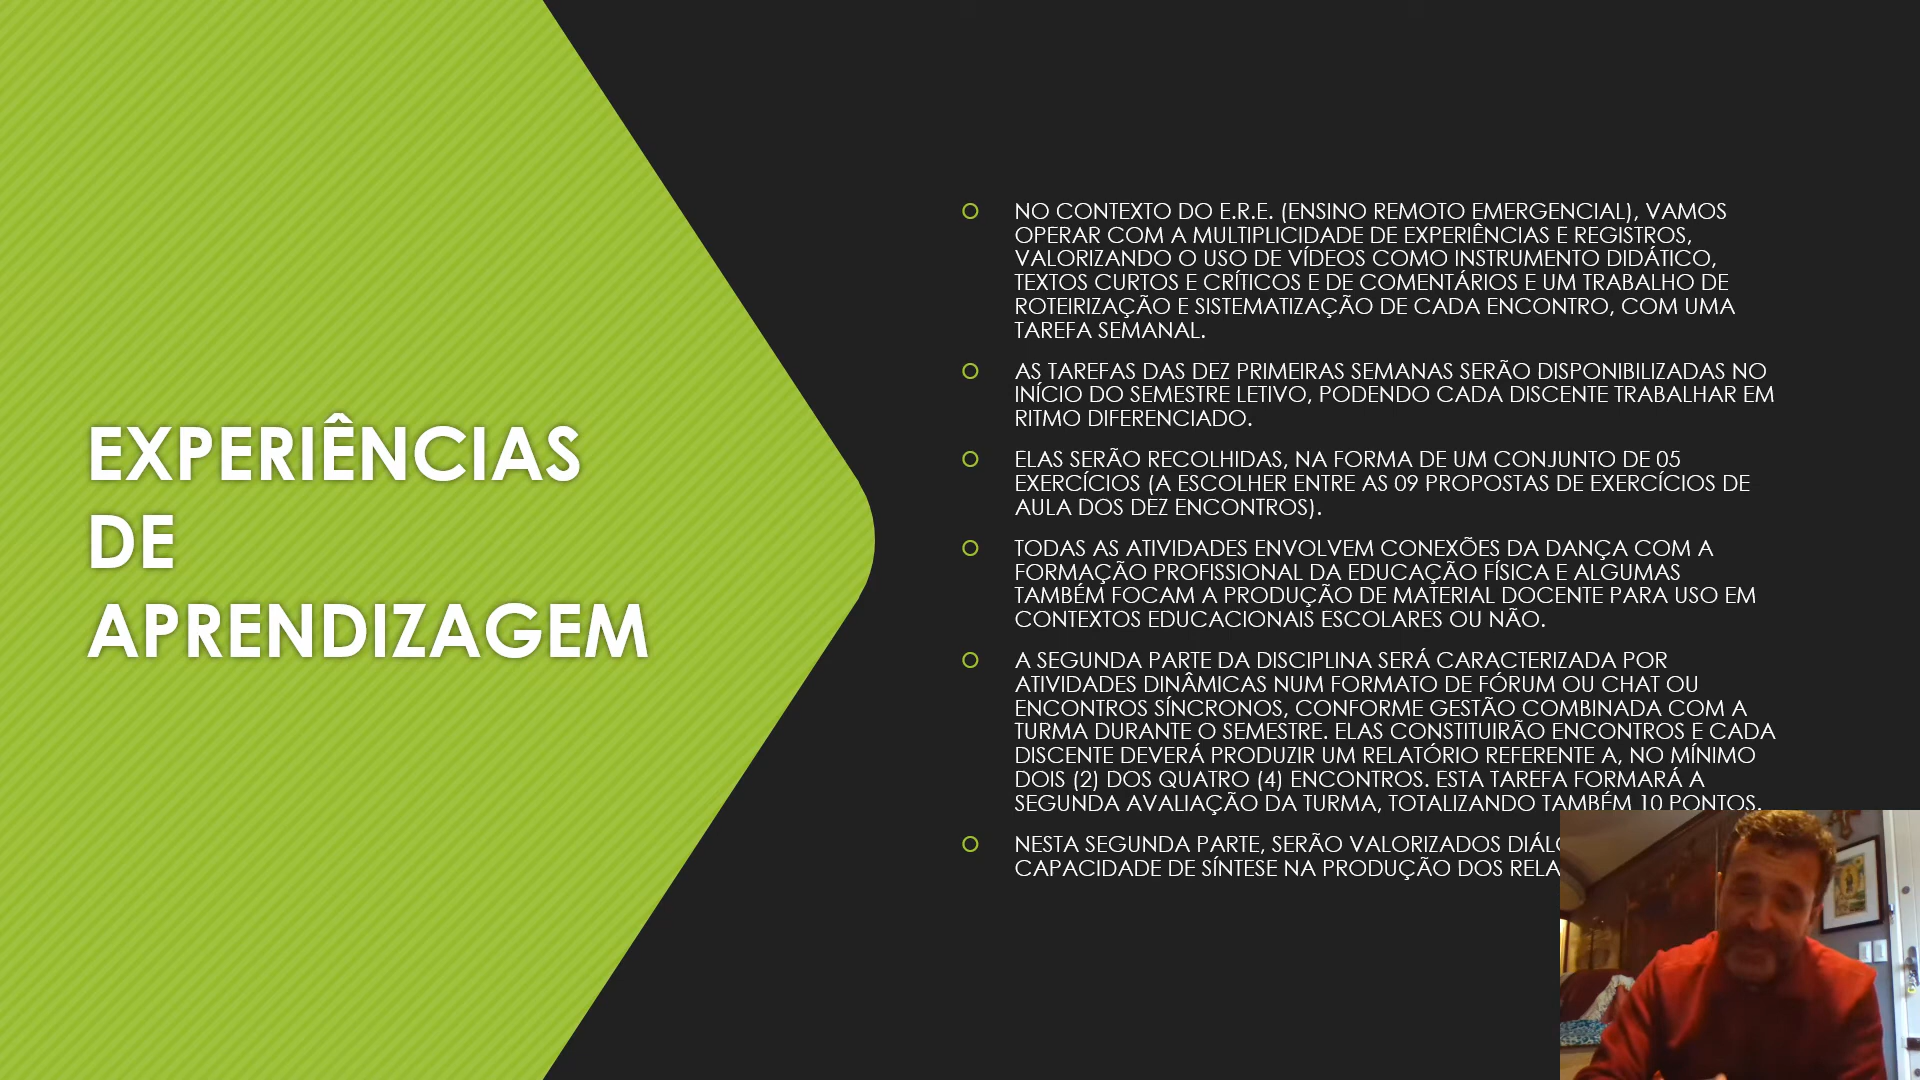 EXPERIÊNCIAS
DE
APRENDIZAGEM
NO CONTEXTO DO E.R.E. (ENSINO REMOTO EMERGENCIAL), VAMOS
OPERAR COM A MULTIPLICIDADE DE EXPERIÊNCIAS E REGISTROS,
VALORIZANDO O USO DE VÍDEOS COMO INSTRUMENTO DIDÁTICO,
TEXTOS CURTOS E CRÍTICOS E DE COMENTÁRIOS E UM TRABALHO DE
ROTEIRIZAÇÃO E SISTEMATIZAÇÃO DE CADA ENCONTRO, COM UMA
TAREFA SEMANAL.
AS TAREFAS DAS DEZ PRIMEIRAS SEMANAS SERÃO DISPONIBILIZADAS NO
INÍCIO DO SEMESTRE LETIVO, PODENDO CADA DISCENTE TRABALHAR EM
RITMO DIFERENCIADO.
ELAS SERÃO RECOLHIDAS, NA FORMA DE UM CONJUNTO DE 05
EXERCÍCIOS (A ESCOLHER ENTRE AS 09 PROPOSTAS DE EXERCÍCIOS DE
AULA DOS DEZ ENCONTROS).
TODAS AS ATIVIDADES ENVOLVEM CONEXÕES DA DANÇA COM A
FORMAÇÃO PROFISSIONAL DA EDUCAÇÃO FÍSICA E ALGUMAS
TAMBÉM FOCAM A PRODUÇÃO DE MATERIAL DOCENTE PARA USO EM
CONTEXTOS EDUCACIONAIS ESCOLARES OU NÃO.
A SEGUNDA PARTE DA DISCIPLINA SERÁ CARACTERIZADA POR
ATIVIDADES DINÂMICAS NUM FORMATO DE FÓRUM OU CHAT OU
ENCONTROS SÍNCRONOS, CONFORME GESTÃO COMBINADA COM A
TURMA DURANTE O SEMESTRE. ELAS CONSTITUIRÃO ENCONTROS E CADA
DISCENTE DEVERÁ PRODUZIR UM RELATÓRIO REFERENTE A, NO MÍNIMO
DOIS (2) DOS QUATRO (4) ENCONTROS. ESTA TAREFA FORMARÁ A
SEGUNDA AVALIAÇÃO DA TURMA, TOTALIZANDO TAMBÉM 10 PONTOS.
NESTA SEGUNDA PARTE, SERÃO VALORIZADOS
CAPACIDADE DE SÍNTESE NA PRODUÇÃO DOS